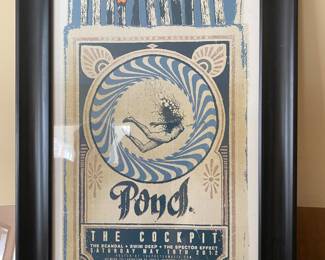 Pond.
THE COCKPIT
THE SCANDAL • SWIM DEEP • THE SPECTOR EFFECT
SATURDAY MAY 19TH 2012